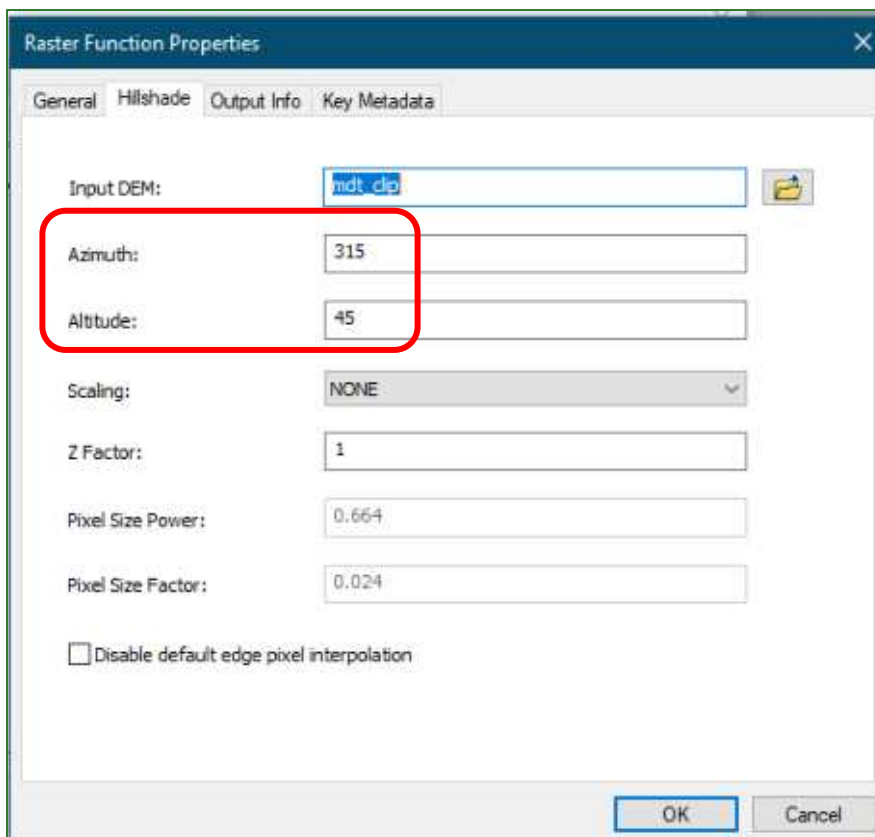 Raster Function Properties
General Hillshade Output Info Key Metadata
Input DEM: mdt_clip
Azimuth: 315
Altitude: 45
Scaling: NONE
Z Factor: 1
Pixel Size Power: 0.664
Pixel Size Factor: 0.024
Disable default edge pixel interpolation
OK Cancel